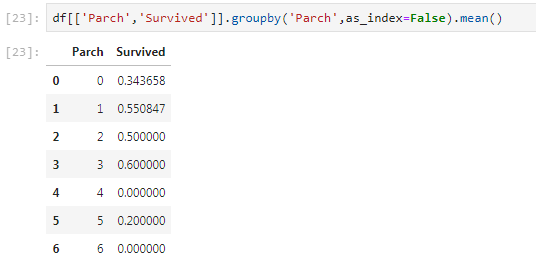 [23]: df[['Parch','Survived']].groupby('Parch',as_index=False).mean()
[23]: Parch Survived
0 0 0.343658
1 1 0.550847
2 2 0.500000
3 3 0.600000
4 4 0.000000
5 5 0.200000
6 6 0.000000